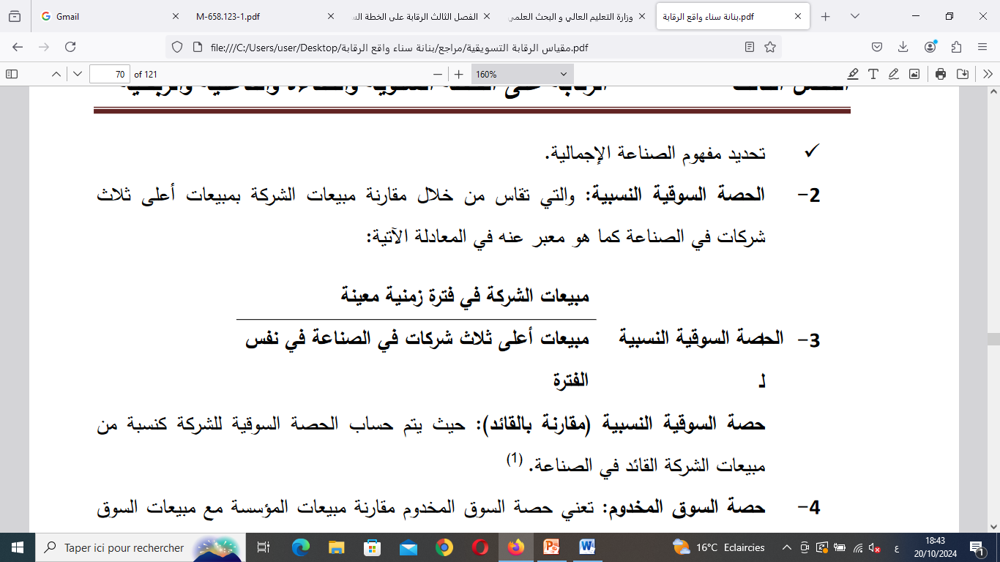 Gmail
M-658.123-1.pdf
الفصل الثالث الرقابة على الخطة الس
وزارة التعليم العالي و البحث العلمي
بنانة سناء واقع الرقابة.pdf
file:///C:/Users/user/Desktop/مقياس الرقابة التسويقية/مراجع/بنانة سناء واقع الرقابة.pdf
70 of 121
160%
✓ تحديد مفهوم الصناعة الإجمالية.
2- الحصة السوقية النسبية: والتي تقاس من خلال مقارنة مبيعات الشركة بمبيعات أعلى ثلاث
شركات في الصناعة كما هو معبر عنه في المعادلة الآتية:
مبيعات الشركة في فترة زمنية معينة
3- الحصة السوقية النسبية مبيعات أعلى ثلاث شركات في الصناعة في نفس
لـ الفترة
حصة السوقية النسبية (مقارنة بالقائد): حيث يتم حساب الحصة السوقية للشركة كنسبة من
مبيعات الشركة القائد في الصناعة. (1)
4- حصة السوق المخدوم: تعني حصة السوق المخدوم مقارنة مبيعات المؤسسة مع مبيعات السوق
Taper ici pour rechercher
16°C Eclaircies
ع
18:43
20/10/2024
1